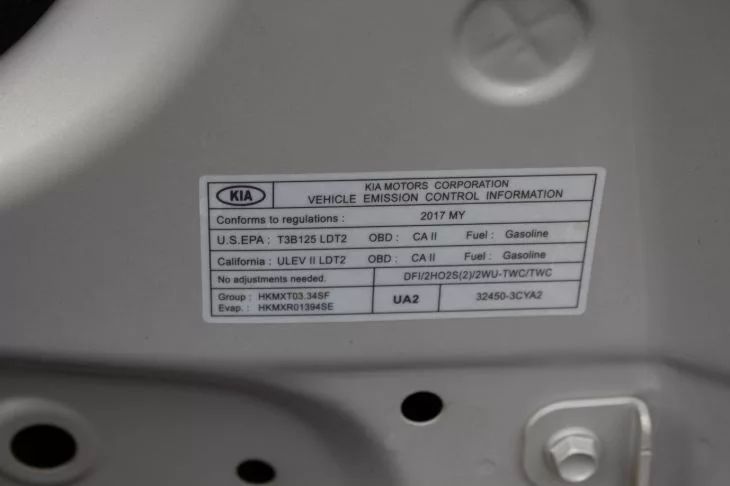 KIA
KIA MOTORS CORPORATION
VEHICLE EMISSION CONTROL INFORMATION
Conforms to regulations : 2017 MY
U.S.EPA : T3B125 LDT2 OBD : CA II Fuel : Gasoline
California : ULEV II LDT2 OBD : CA II Fuel : Gasoline
No adjustments needed. DFI/2HO2S(2)/2WU-TWC/TWC
Group : HKMXT03.34SF
Evap. : HKMXR01394SE
UA2
32450-3CYA2